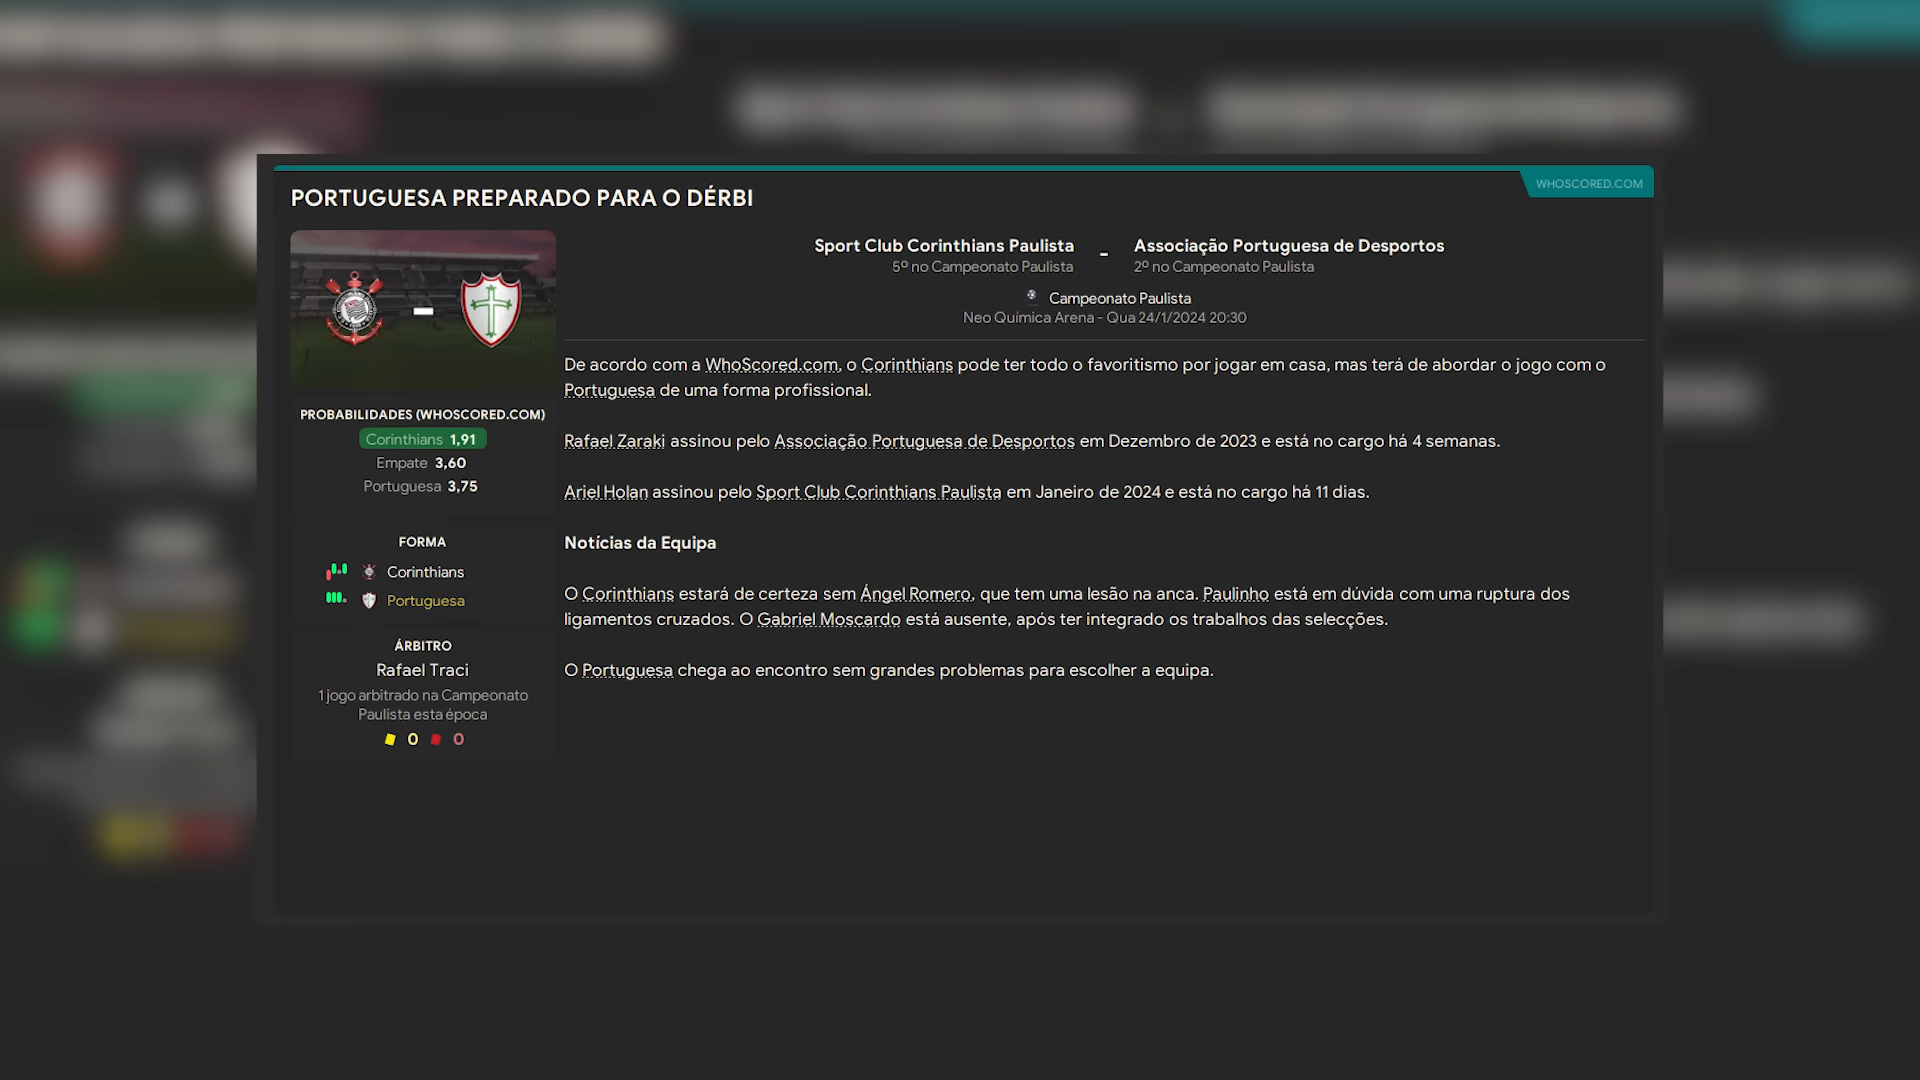 PORTUGUESA PREPARADO PARA O DÉRBI
WHOSCORED.COM
Sport Club Corinthians Paulista - Associação Portuguesa de Desportos
5º no Campeonato Paulista 2º no Campeonato Paulista
Campeonato Paulista
Neo Química Arena - Qua 24/1/2024 20:30
De acordo com a WhoScored.com, o Corinthians pode ter todo o favoritismo por jogar em casa, mas terá de abordar o jogo com o
Portuguesa de uma forma profissional.
Rafael Zaraki assinou pelo Associação Portuguesa de Desportos em Dezembro de 2023 e está no cargo há 4 semanas.
Ariel Holan assinou pelo Sport Club Corinthians Paulista em Janeiro de 2024 e está no cargo há 11 dias.
Notícias da Equipa
O Corinthians estará de certeza sem Ángel Romero, que tem uma lesão na anca. Paulinho está em dúvida com uma ruptura dos
ligamentos cruzados. O Gabriel Moscardo está ausente, após ter integrado os trabalhos das selecções.
O Portuguesa chega ao encontro sem grandes problemas para escolher a equipa.
PROBABILIDADES (WHOSCORED.COM)
Corinthians 1,91
Empate 3,60
Portuguesa 3,75
FORMA
Corinthians
Portuguesa
ÁRBITRO
Rafael Traci
1 jogo arbitrado na Campeonato
Paulista esta época
0 0